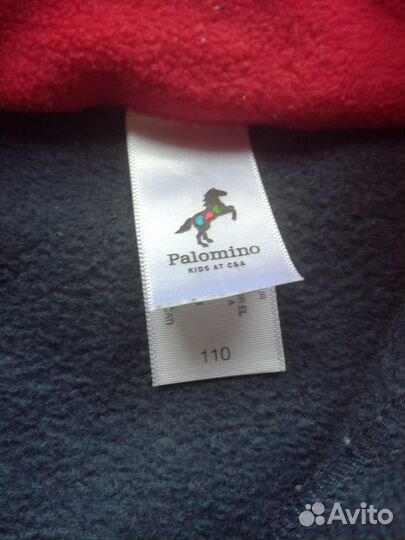 Palomino
KIDS AT C&A
110
Avito